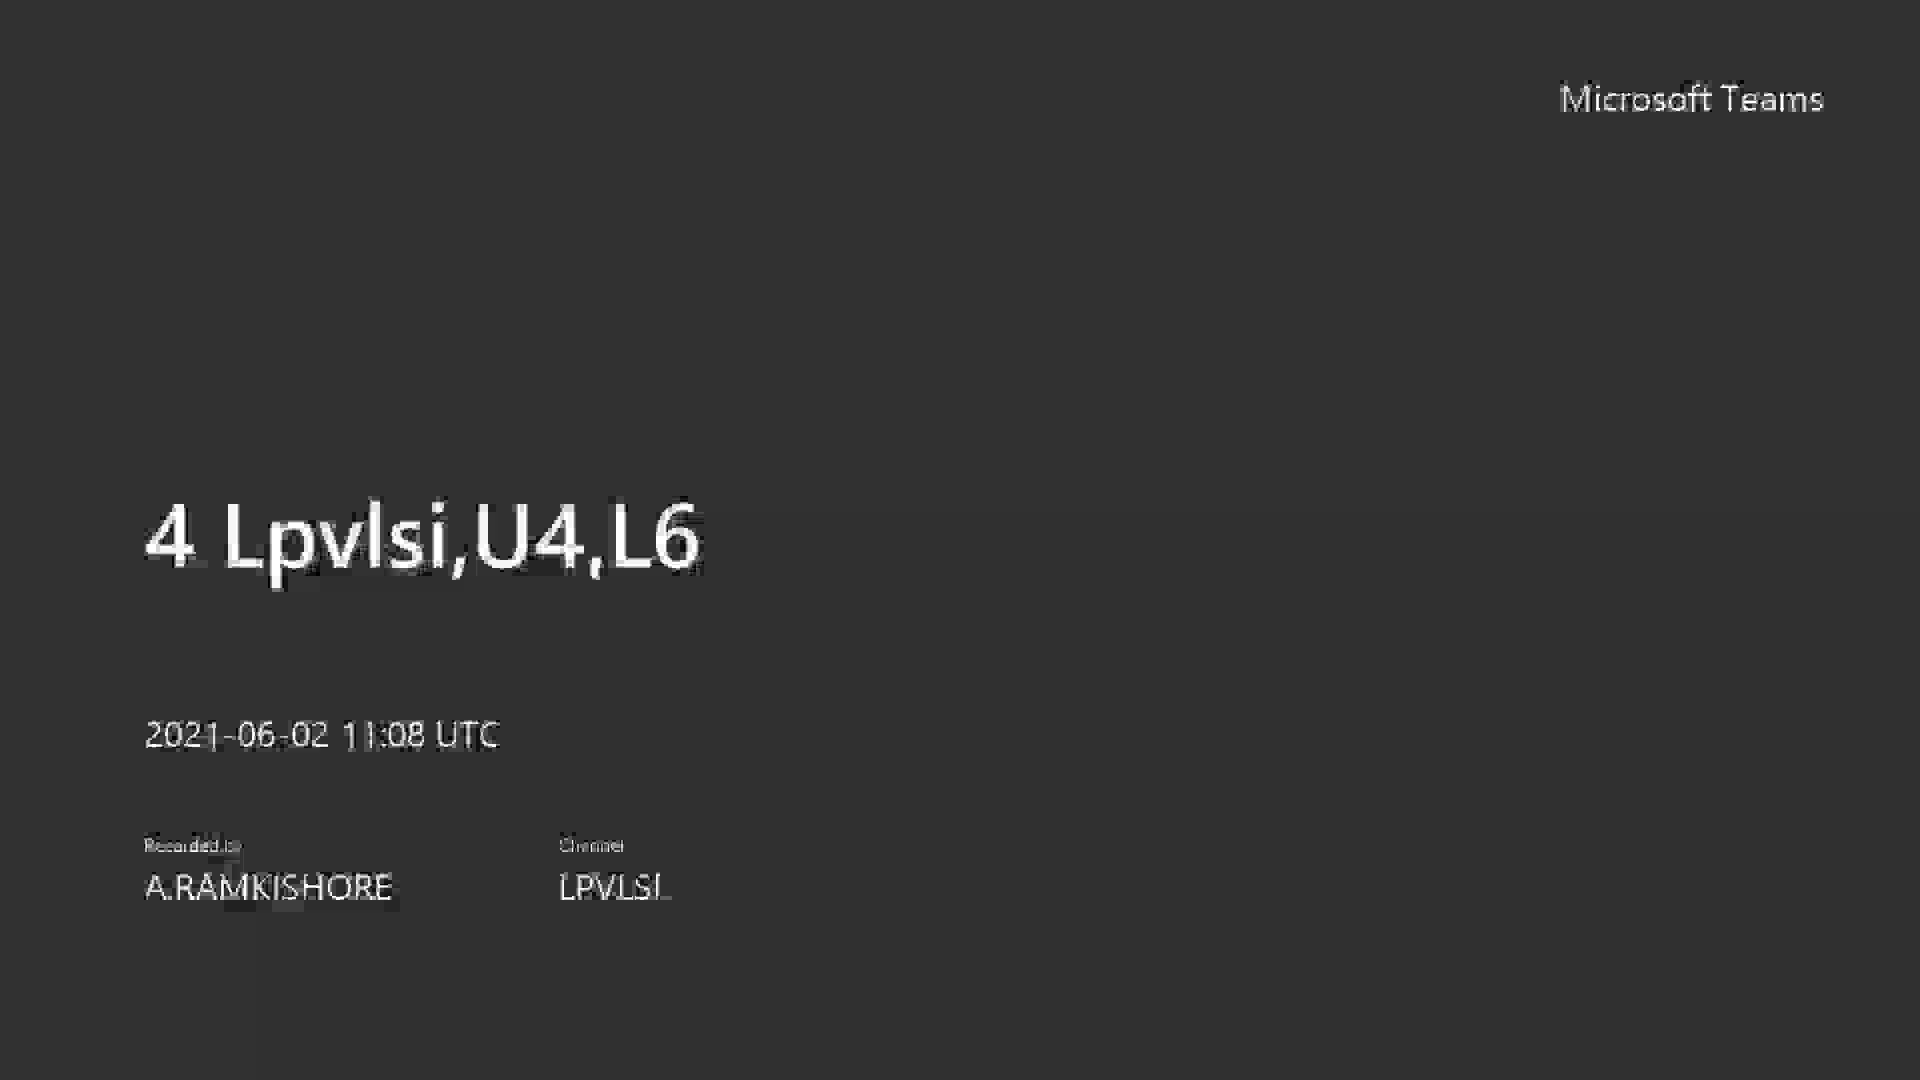 Microsoft Teams
4 Lpvlsi,U4,L6
2021-06-02 11:08 UTC
Recorded by
Channel
A.RAMKISHORE
LPVLSI